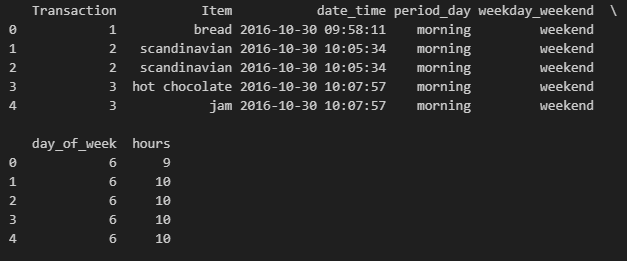 Transaction Item date_time period_day weekday_weekend \
0 1 bread 2016-10-30 09:58:11 morning weekend
1 2 scandinavian 2016-10-30 10:05:34 morning weekend
2 2 scandinavian 2016-10-30 10:05:34 morning weekend
3 3 hot chocolate 2016-10-30 10:07:57 morning weekend
4 3 jam 2016-10-30 10:07:57 morning weekend
day_of_week hours
0 6 9
1 6 10
2 6 10
3 6 10
4 6 10